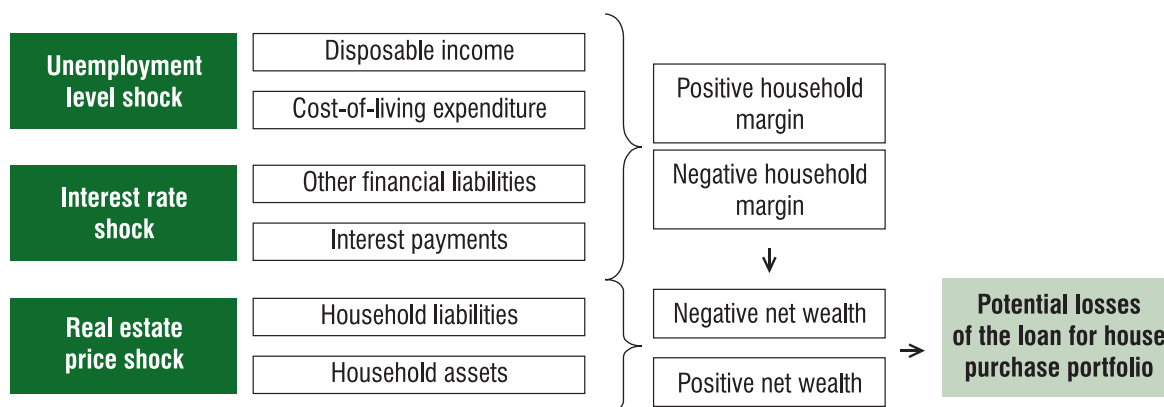 Unemployment
level shock
Disposable income
Cost-of-living expenditure
Positive household
margin
Interest rate
shock
Other financial liabilities
Interest payments
Negative household
margin
Real estate
price shock
Household liabilities
Household assets
Negative net wealth
Positive net wealth
Potential losses
of the loan for house
purchase portfolio